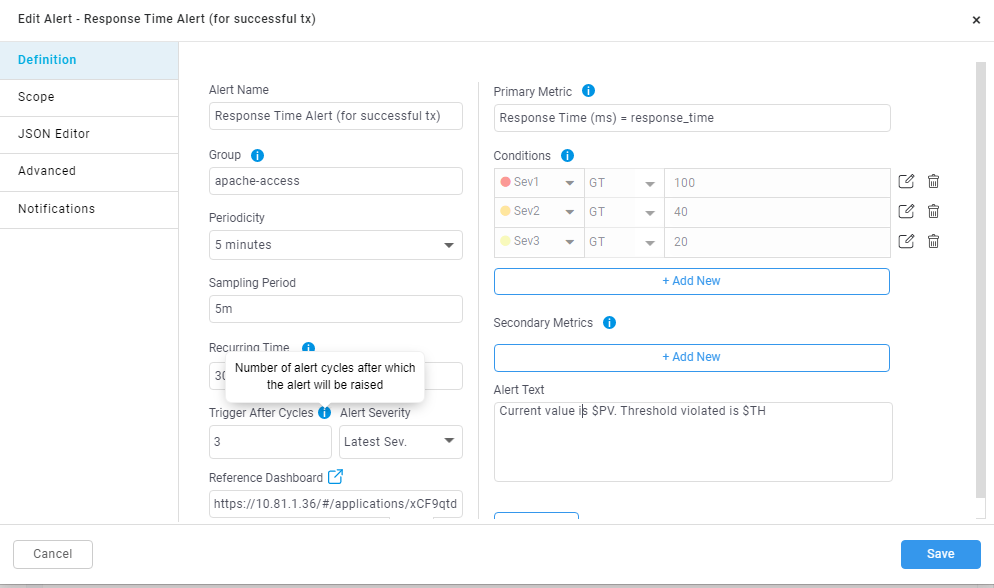 Edit Alert - Response Time Alert (for successful tx)
×
Definition
Scope
JSON Editor
Advanced
Notifications
Alert Name
Response Time Alert (for successful tx)
Group
apache-access
Periodicity
5 minutes
Sampling Period
5m
Recurring Time
30
Number of alert cycles after which
the alert will be raised
Trigger After Cycles
Alert Severity
3
Latest Sev.
Reference Dashboard
https://10.81.1.36/#/applications/xCF9qtd
Primary Metric
Response Time (ms) = response_time
Conditions
Sev1 GT 100
Sev2 GT 40
Sev3 GT 20
+ Add New
Secondary Metrics
+ Add New
Alert Text
Current value is $PV. Threshold violated is $TH
Cancel
Save